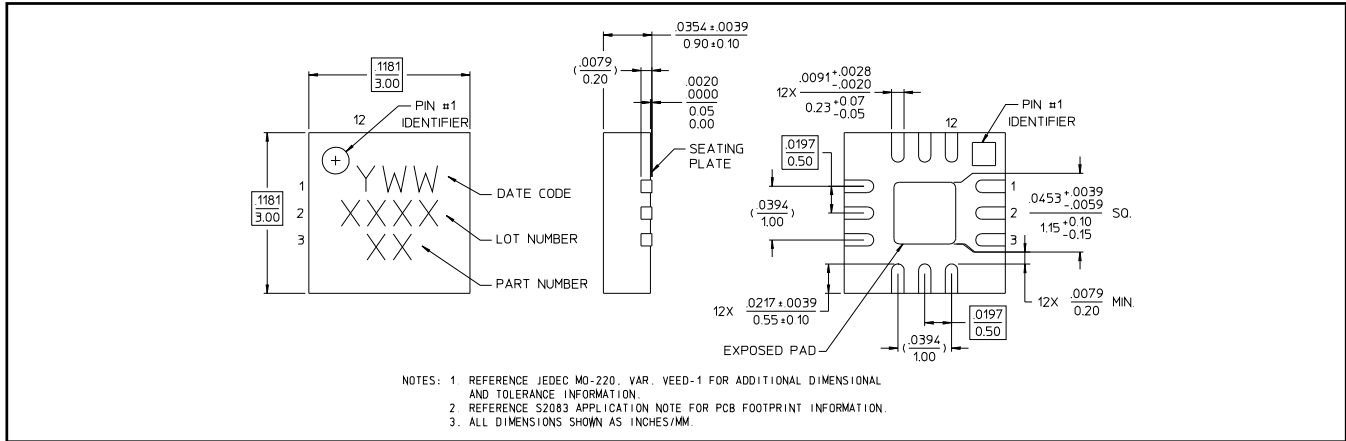 .1181
3.00
12
PIN #1
IDENTIFIER
.1181
3.00
1
2
3
YWW
XXXX
XX
DATE CODE
LOT NUMBER
PART NUMBER
.0354 ±.0039
0.90 ±0.10
(.0079)
0.20
.0020
.0000
0.05
0.00
SEATING
PLATE
12X .0091 +.0028 -.0020
0.23 +0.07 -0.05
12
PIN #1
IDENTIFIER
.0197
0.50
(.0394)
1.00
1
2
3
.0453 +.0039 -.0059 SQ.
1.15 +0.10 -0.15
12X .0217 ±.0039
0.55 ±0.10
12X .0079 MIN.
0.20
.0197
0.50
(.0394)
1.00
EXPOSED PAD
NOTES: 1. REFERENCE JEDEC MO-220, VAR. VEED-1 FOR ADDITIONAL DIMENSIONAL
AND TOLERANCE INFORMATION.
2. REFERENCE S2083 APPLICATION NOTE FOR PCB FOOTPRINT INFORMATION.
3. ALL DIMENSIONS SHOWN AS INCHES/MM.